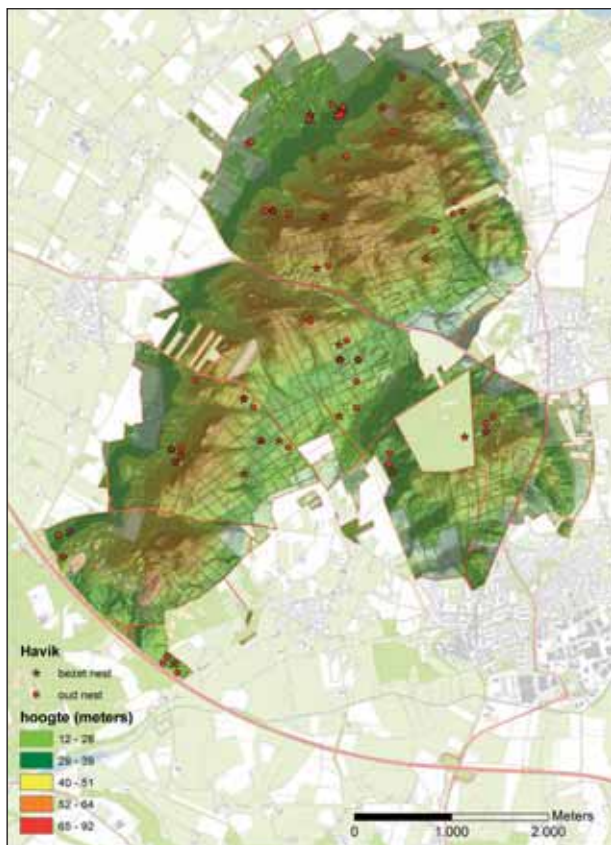 Havik
bezet nest
oud nest
hoogte (meters)
12 - 28
29 - 39
40 - 51
52 - 64
65 - 92
Meters
0 1.000 2.000